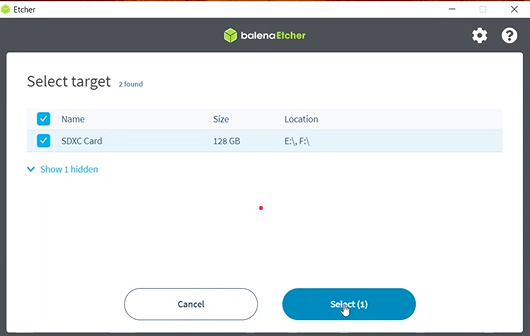 Etcher
balenaEtcher
Select target 2 found
Name Size Location
SDXC Card 128 GB E:\, F:\
Show 1 hidden
Cancel Select (1)